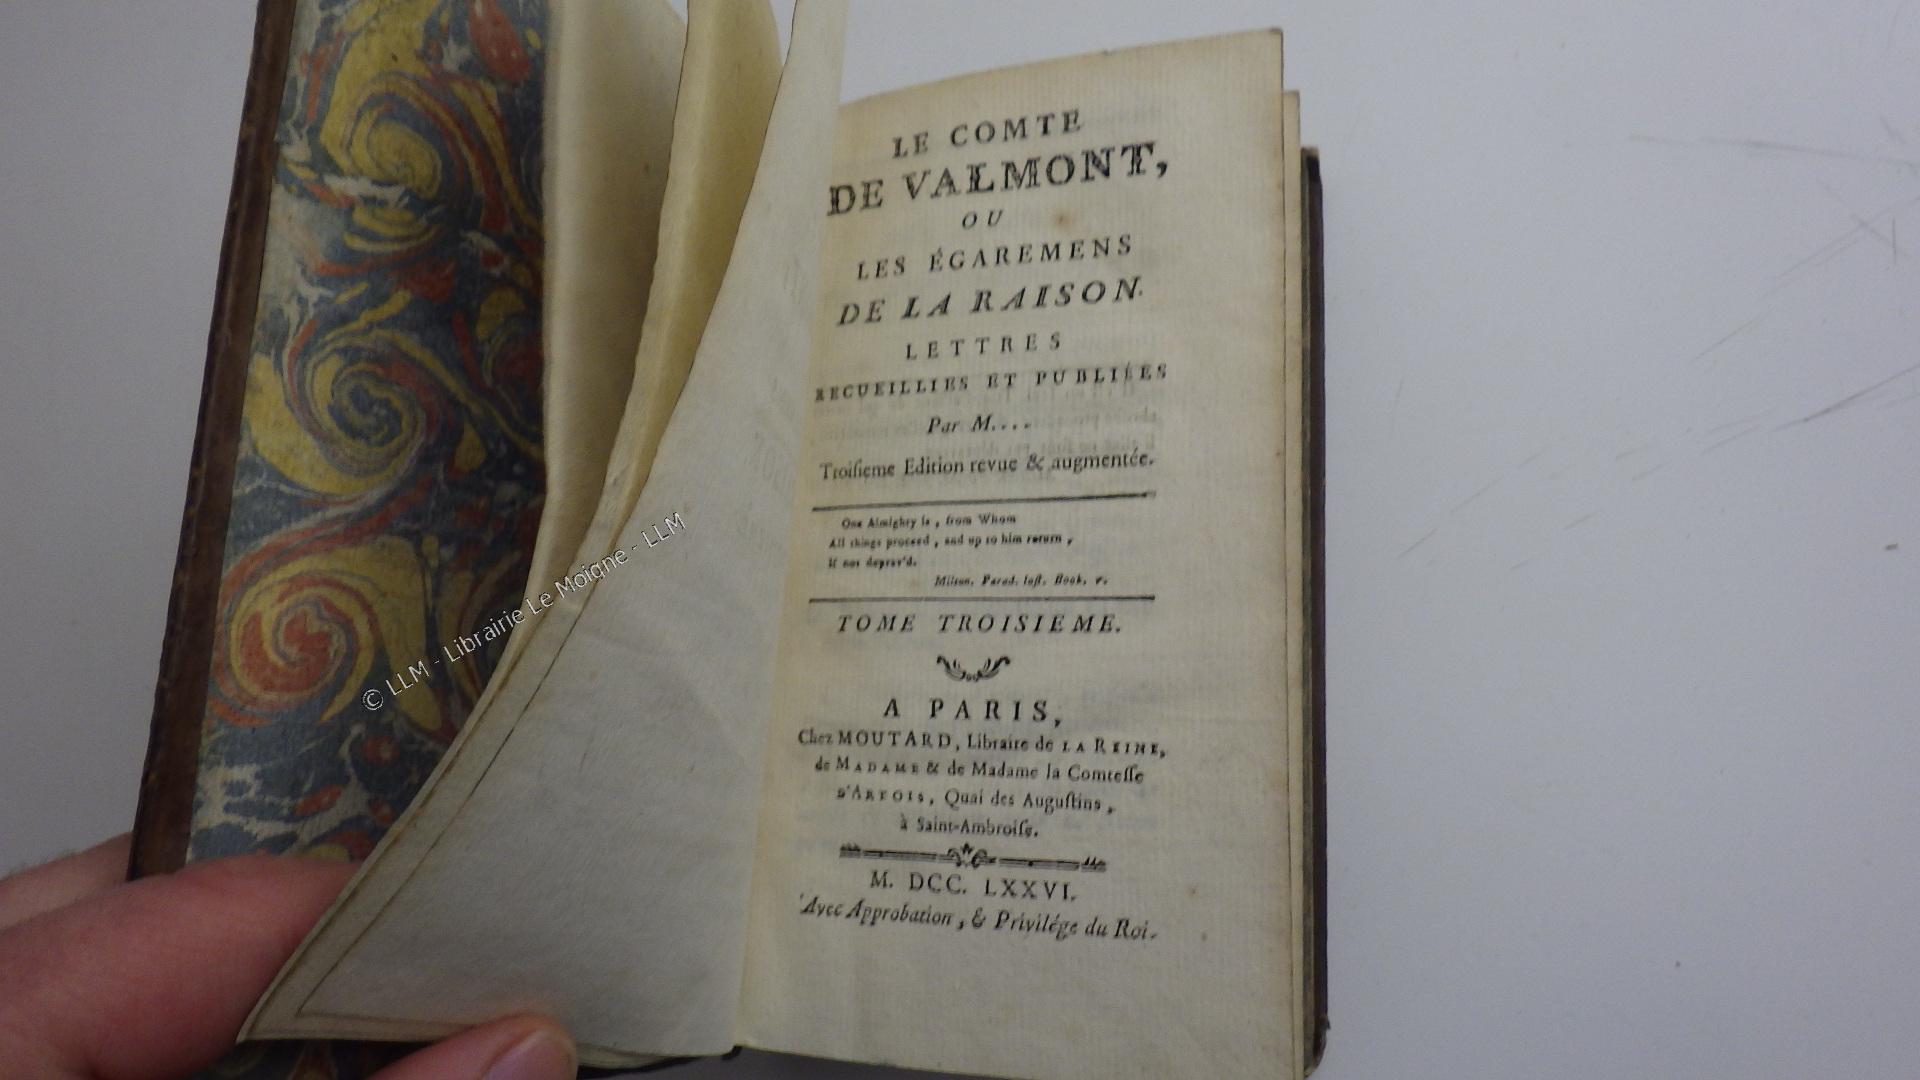 LE COMTE
DE VALMONT,
OU
LES ÉGAREMENS
DE LA RAISON.
LETTRES
RECUEILLIES ET PUBLIÉES
Par M....
Troiſieme Edition revue & augmentée.
One Almighty is, from Whom
All things proceed, and up to him return,
If not deprav'd.
Milton. Parad. loſt. Book. v.
TOME TROISIEME.
A PARIS,
Chez MOUTARD, Libraire de LA REINE,
de MADAME & de Madame la Comteſſe
D'ARTOIS, Quai des Auguſtins,
à Saint-Ambroiſe.
M. DCC. LXXVI.
Avec Approbation, & Privilége du Roi.
© LLM - Librairie Le Moigne - LLM